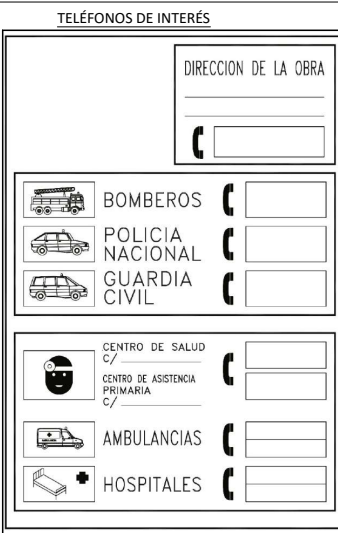 TELÉFONOS DE INTERÉS
DIRECCION DE LA OBRA
BOMBEROS
POLICIA
NACIONAL
GUARDIA
CIVIL
CENTRO DE SALUD
C/
CENTRO DE ASISTENCIA
PRIMARIA
C/
AMBULANCIAS
HOSPITALES